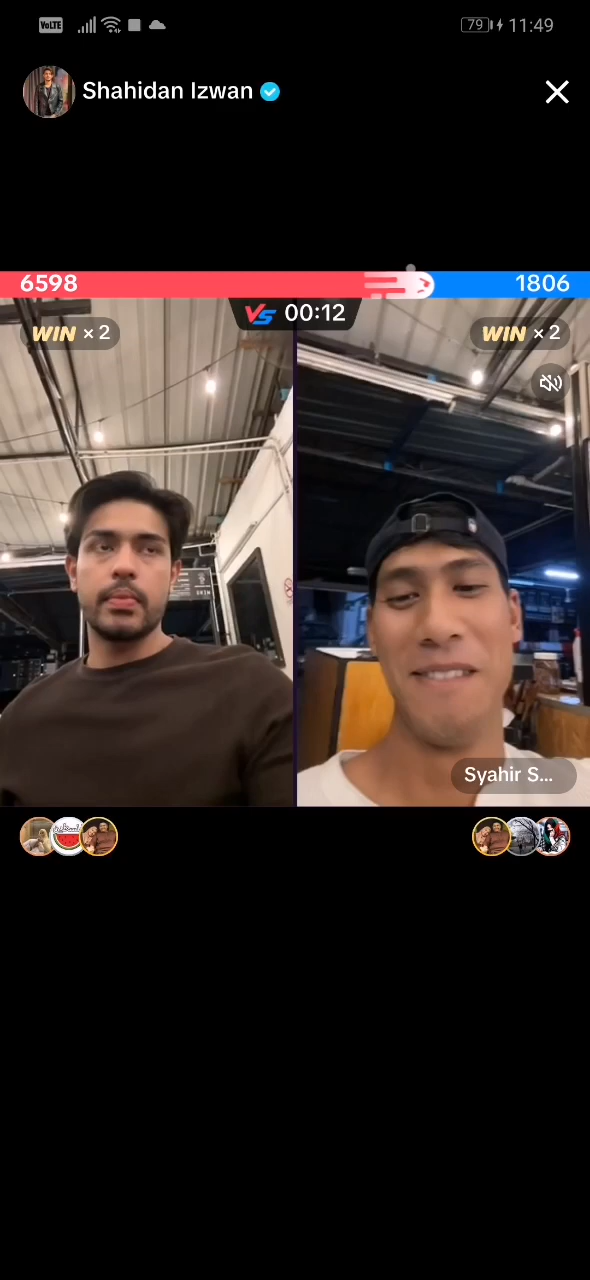 VoLTE 79 11:49
Shahidan Izwan
6598 1806
VS 00:12
WIN × 2 WIN × 2
Syahir S...